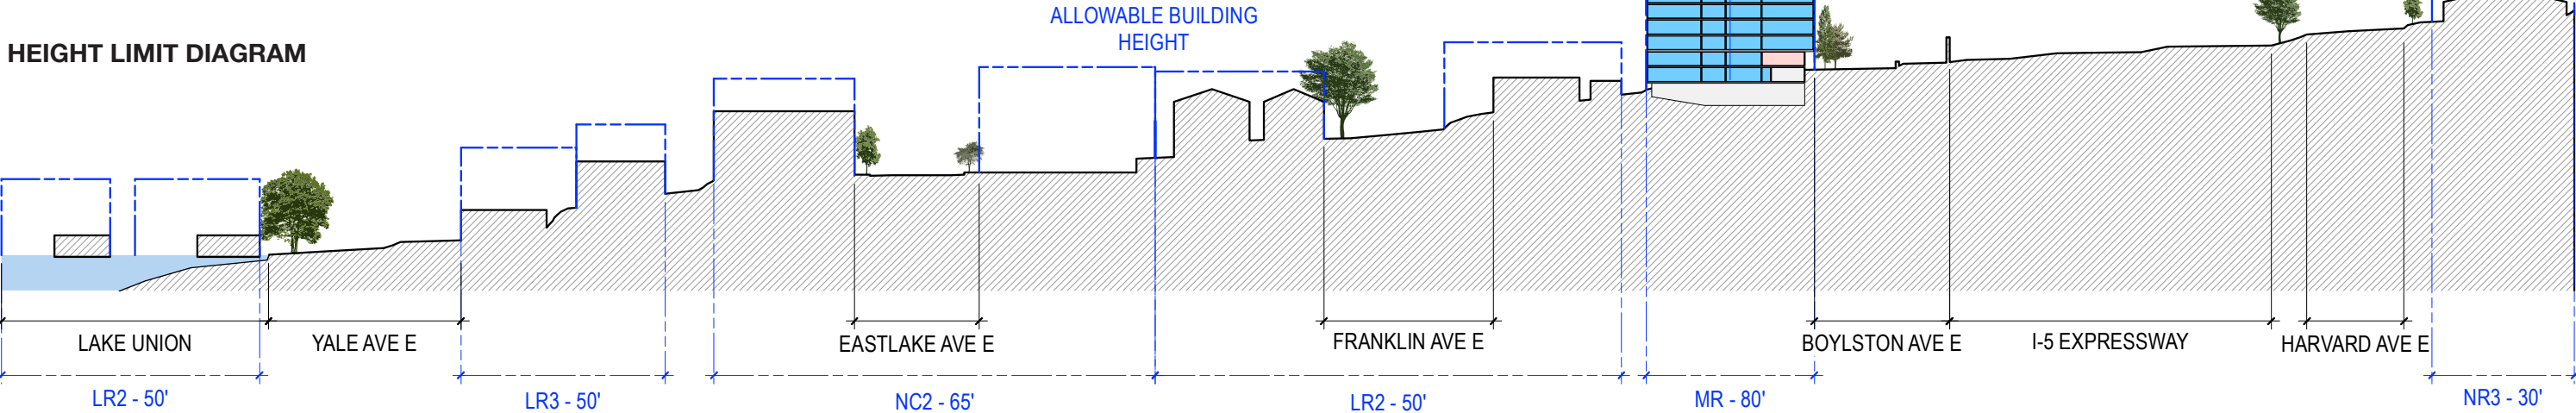 ALLOWABLE BUILDING
HEIGHT
HEIGHT LIMIT DIAGRAM
LAKE UNION
YALE AVE E
EASTLAKE AVE E
FRANKLIN AVE E
BOYLSTON AVE E
I-5 EXPRESSWAY
HARVARD AVE E
LR2 - 50'
LR3 - 50'
NC2 - 65'
LR2 - 50'
MR - 80'
NR3 - 30'